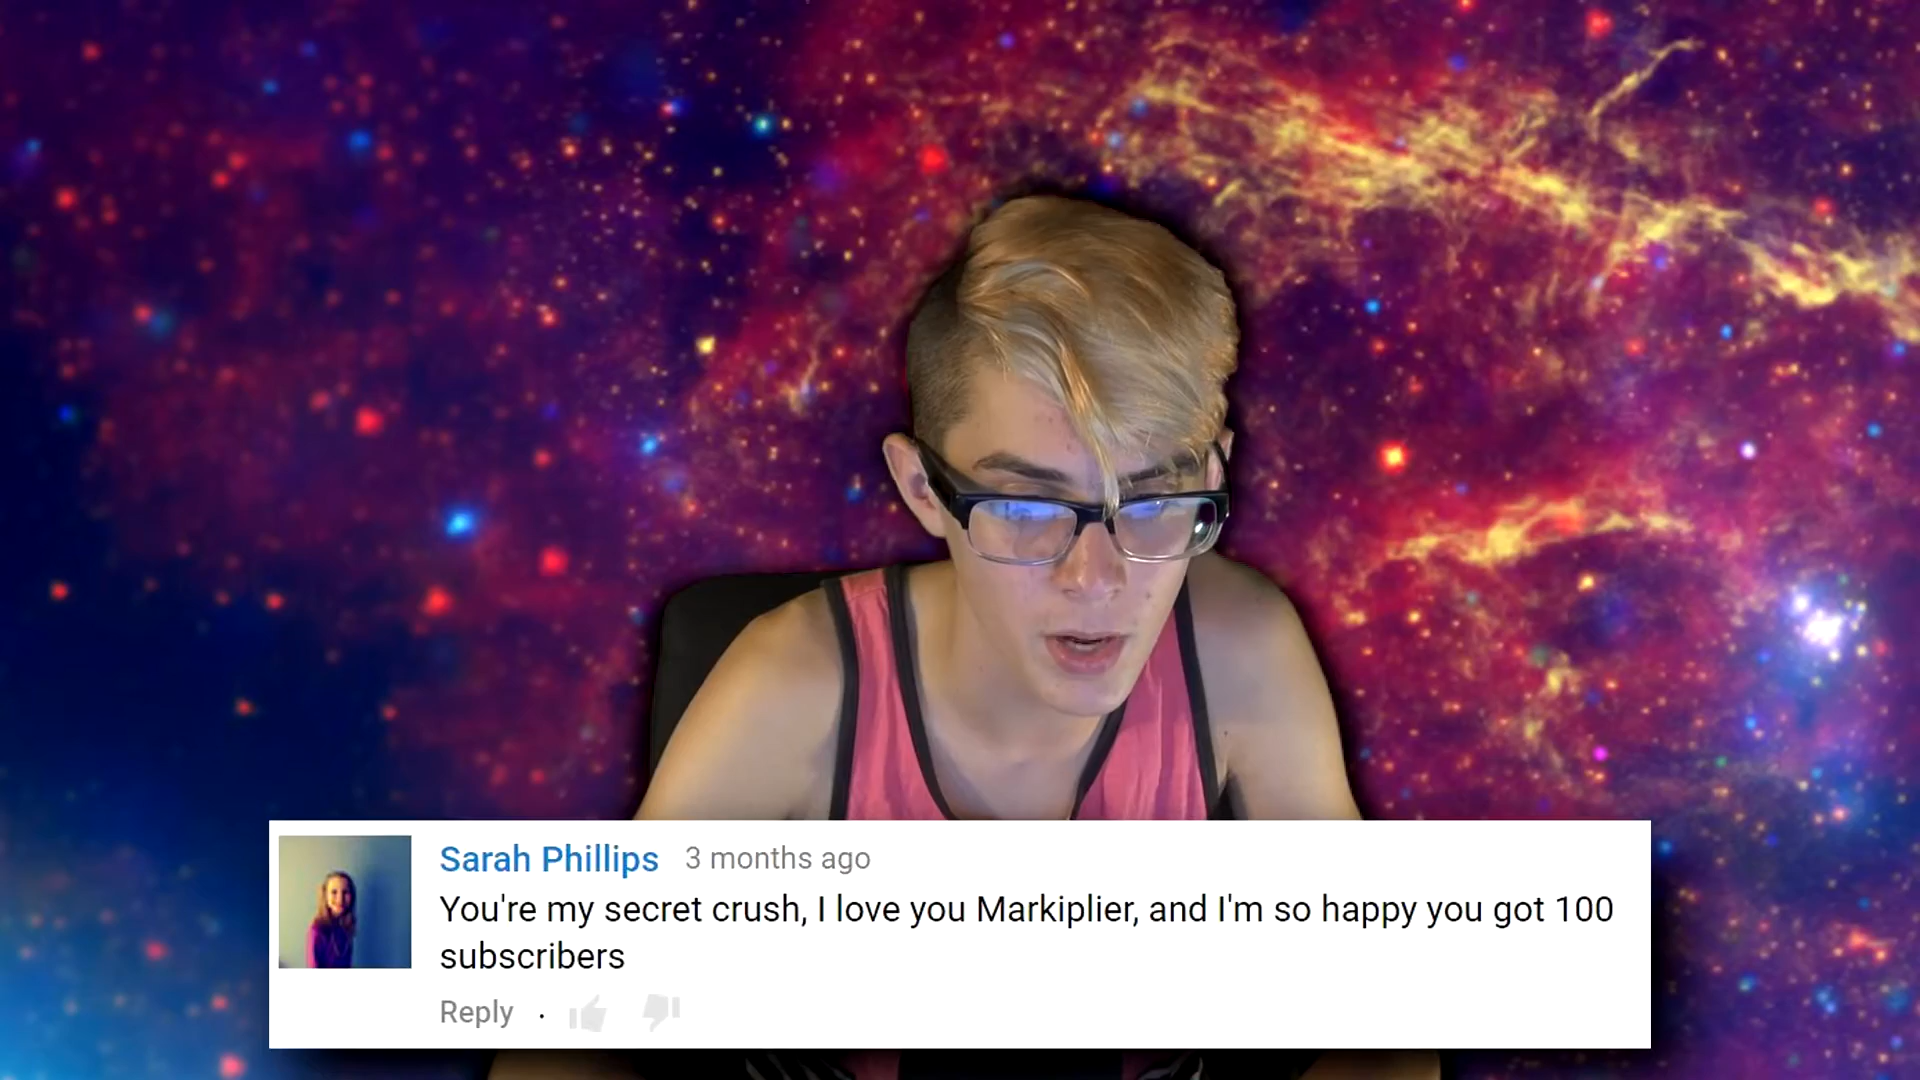 Sarah Phillips 3 months ago
You're my secret crush, I love you Markiplier, and I'm so happy you got 100
subscribers
Reply ·